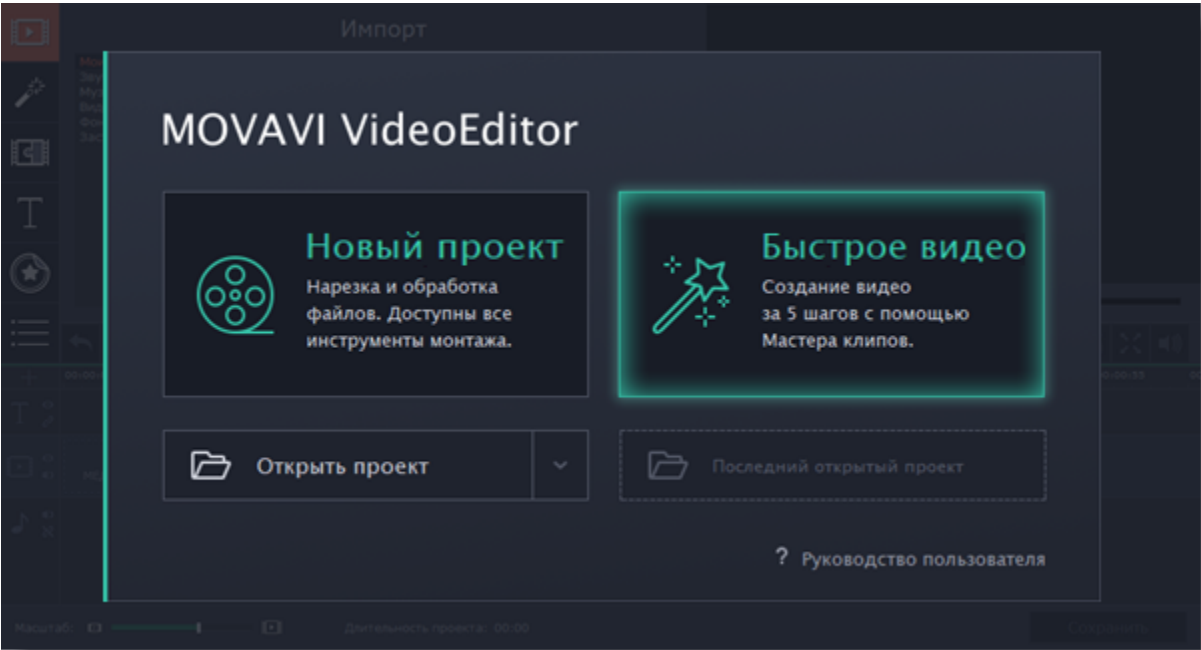 Импорт
MOVAVI VideoEditor
Новый проект
Нарезка и обработка
файлов. Доступны все
инструменты монтажа.
Быстрое видео
Создание видео
за 5 шагов с помощью
Мастера клипов.
Открыть проект
Последний открытый проект
? Руководство пользователя
Масштаб:
Длительность проекта: 00:00
Сохранить